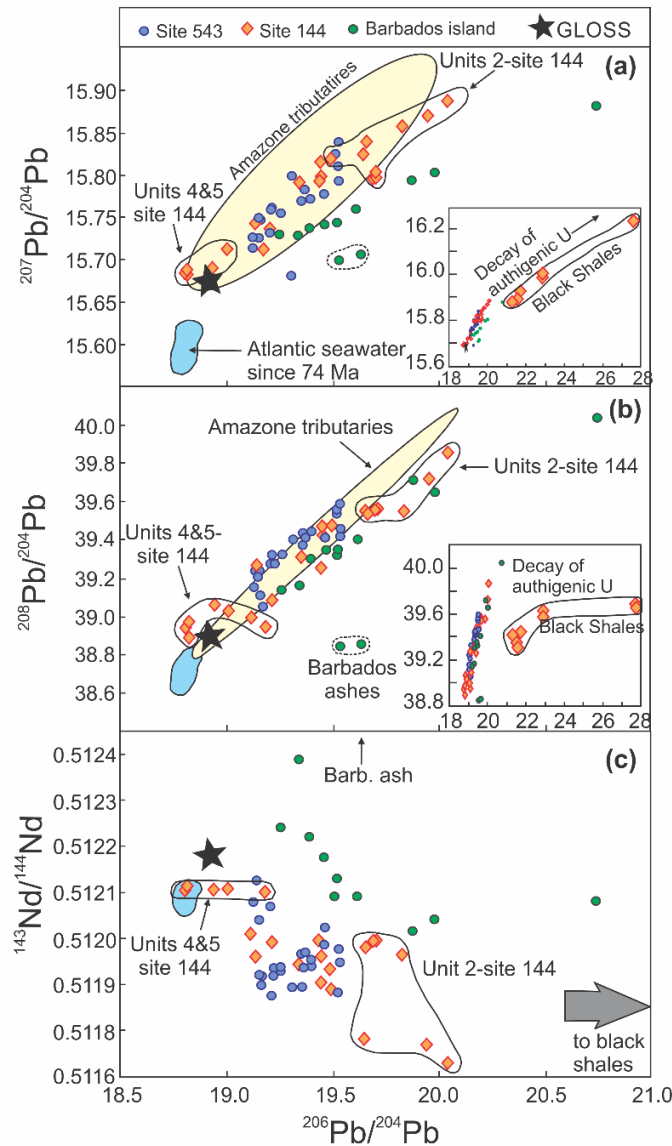 Site 543 Site 144 Barbados island GLOSS
(a)
Units 2-site 144
Amazone tributatires
15.90
15.80
15.75
15.70
15.66
15.60
207Pb/204Pb
Units 4&5
site 144
Atlantic seawater
since 74 Ma
16.2
16.0
15.8
15.6
Decay of
authigenic U
Black Shales
18 20 22 24 26 28
(b)
Amazone tributaries
Units 2-site 144
40.0
39.8
39.6
39.4
39.2
39.0
38.8
38.6
208Pb/204Pb
Units 4&5-
site 144
Barbados
ashes
40.0
39.6
39.2
38.8
Decay of
authigenic U
Black Shales
18 20 22 24 26 28
(c)
Barb. ash
0.5124
0.5123
0.5122
0.5121
0.5120
0.5119
0.5118
0.5116
143Nd/144Nd
Units 4&5
site 144
Unit 2-site 144
to black
shales
18.5 19.0 19.5 20.0 20.5 21.0
206Pb/204Pb